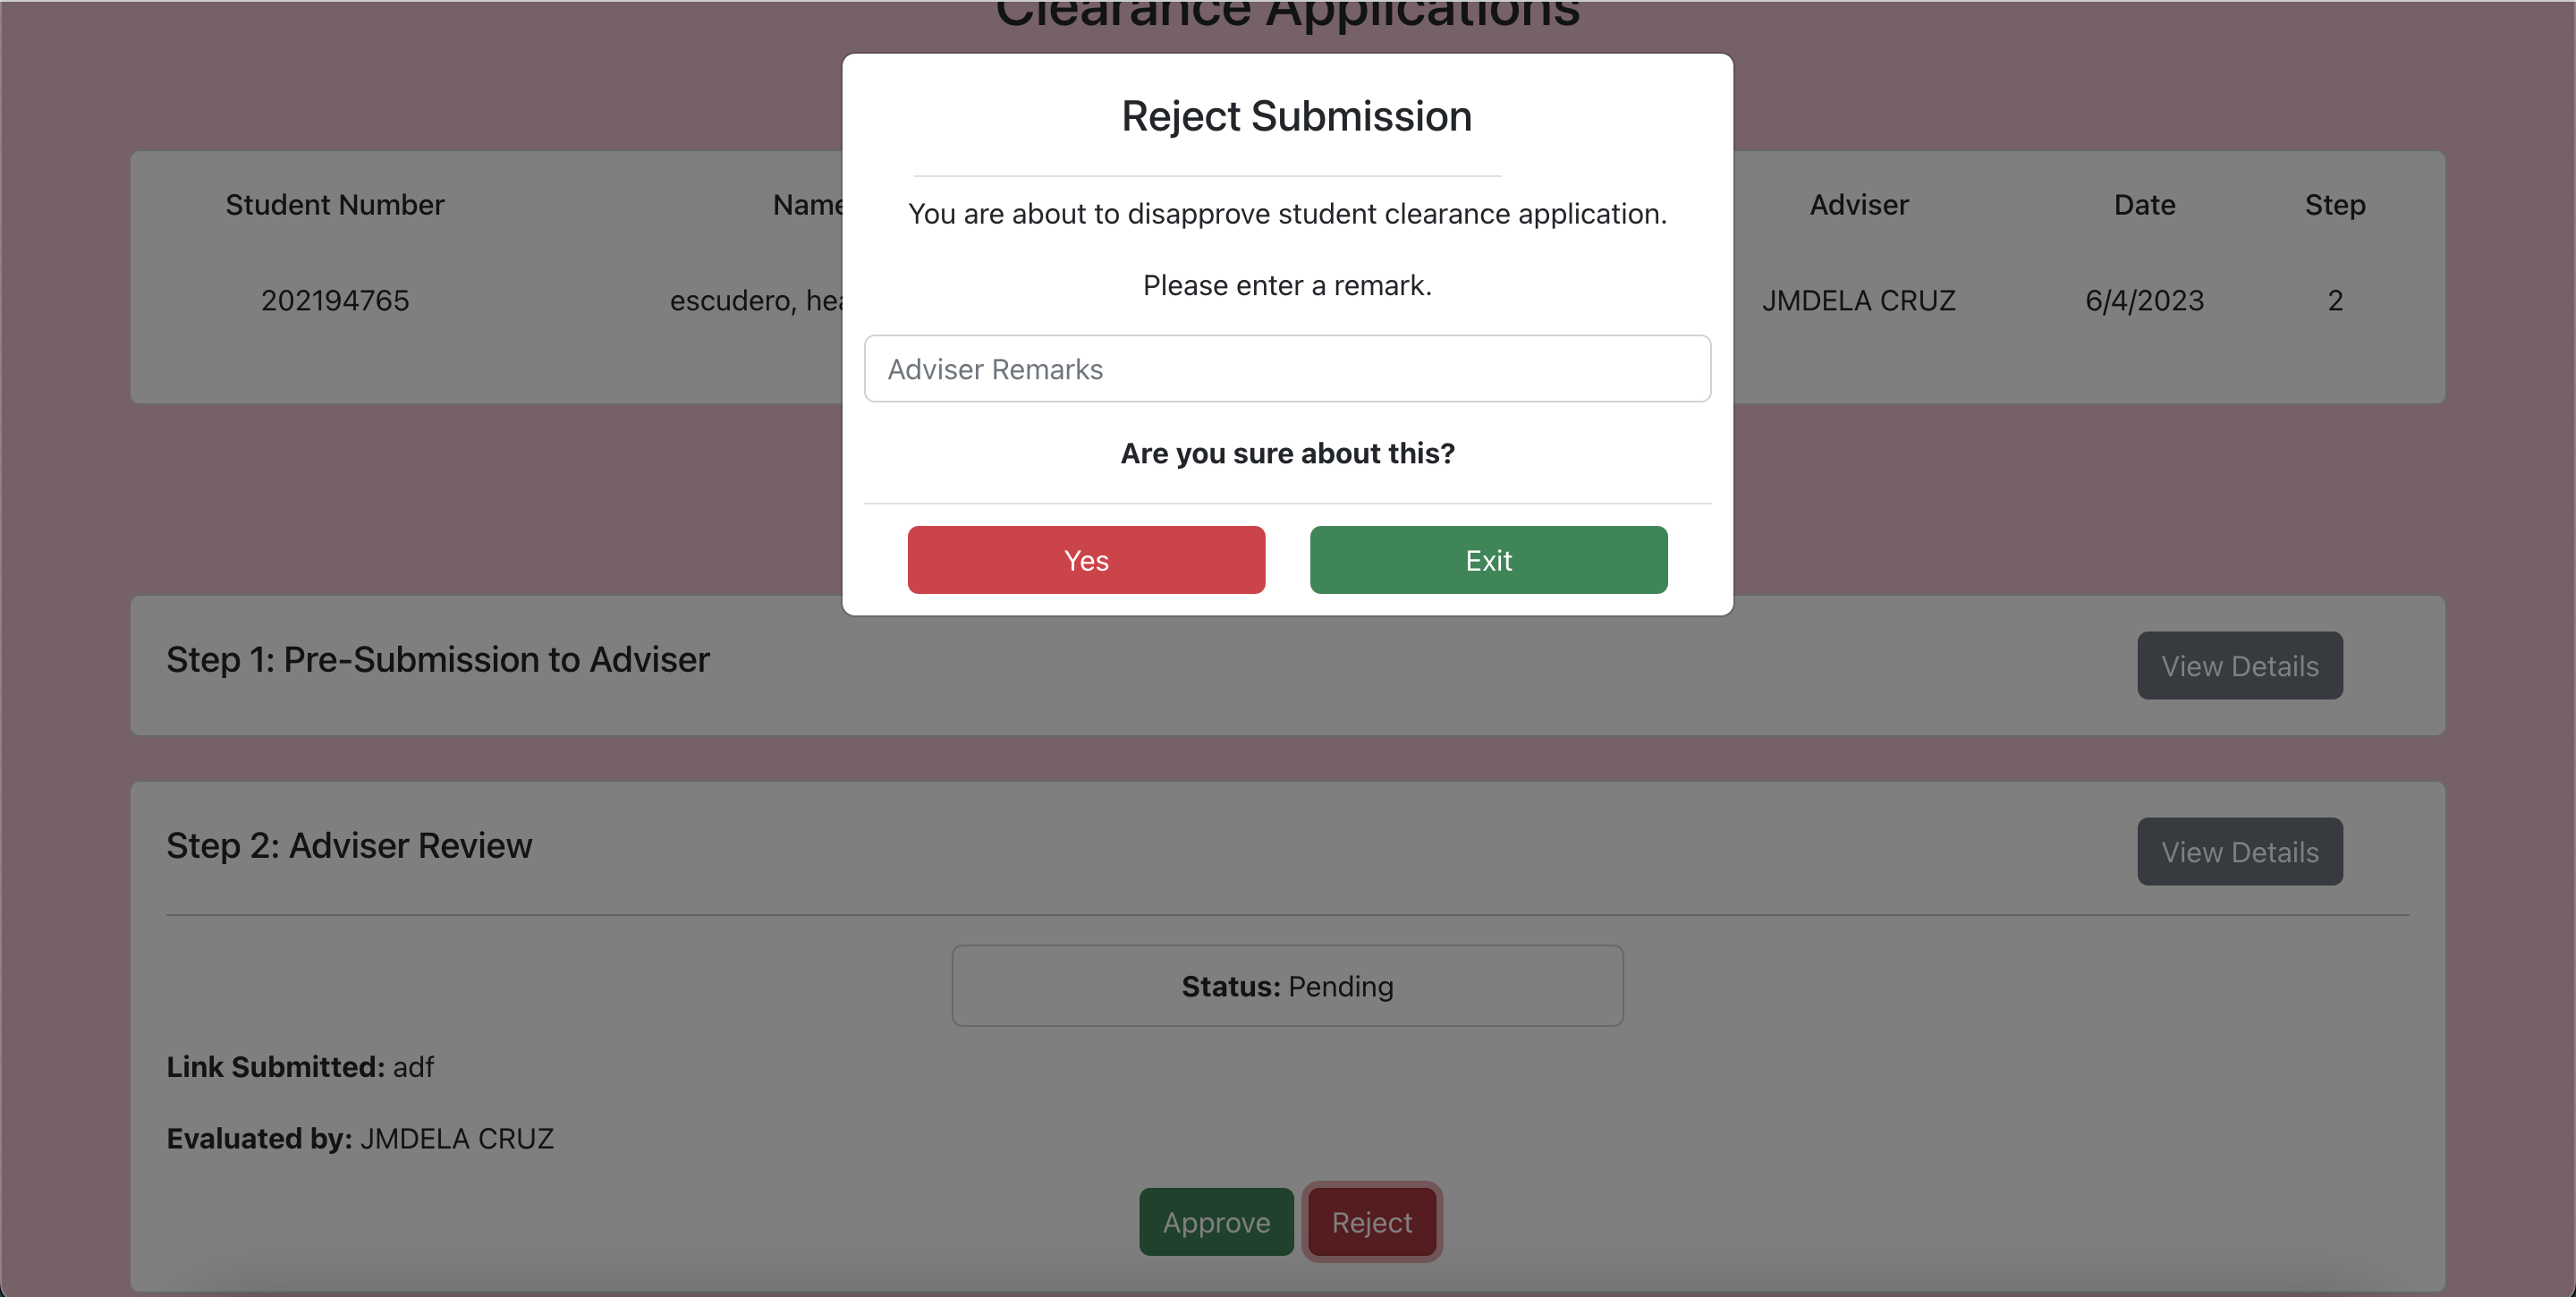 Clearance Applications
Reject Submission
You are about to disapprove student clearance application.
Please enter a remark.
Adviser Remarks
Are you sure about this?
Yes Exit
Student Number Name Adviser Date Step
202194765 escudero, JMDELA CRUZ 6/4/2023 2
Step 1: Pre-Submission to Adviser View Details
Step 2: Adviser Review View Details
Status: Pending
Link Submitted: adf
Evaluated by: JMDELA CRUZ
Approve Reject